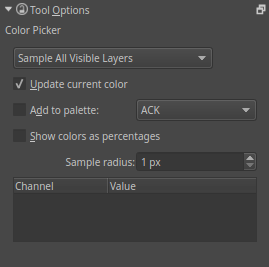 Tool Options
Color Picker
Sample All Visible Layers
Update current color
Add to palette: ACK
Show colors as percentages
Sample radius: 1 px
Channel Value